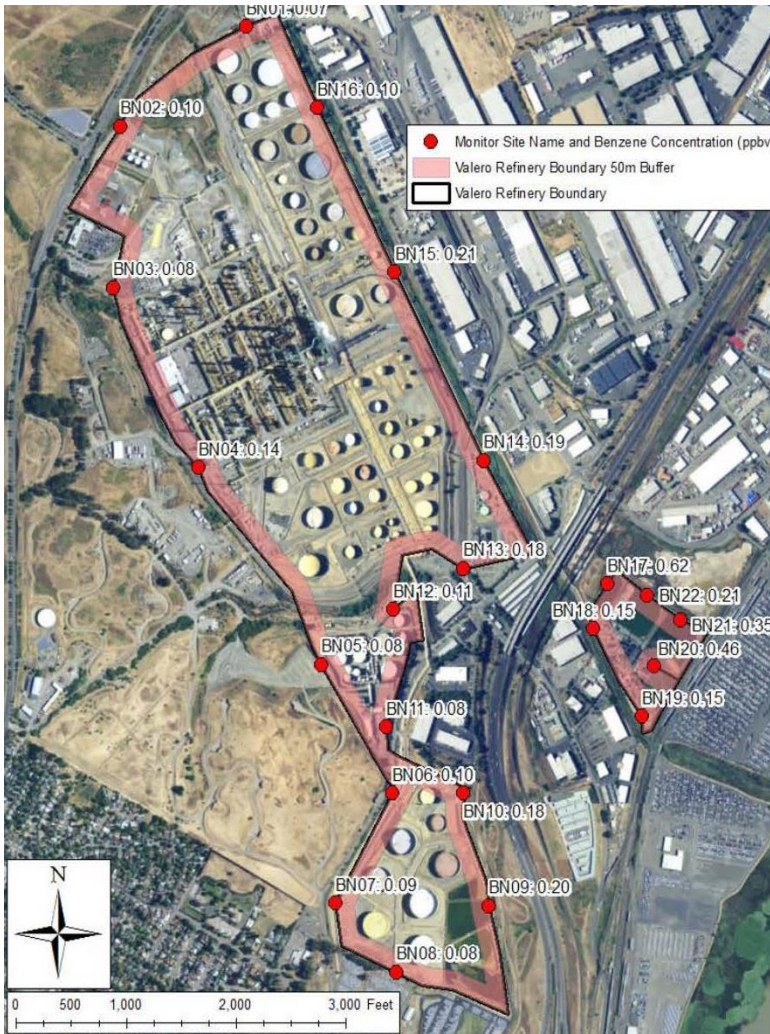 BN01: 0.07
BN16: 0.10
BN02: 0.10
Monitor Site Name and Benzene Concentration (ppbv
Valero Refinery Boundary 50m Buffer
Valero Refinery Boundary
BN15: 0.21
BN03: 0.08
BN14: 0.19
BN04: 0.14
BN13: 0.18
BN17: 0.62
BN12: 0.11
BN22: 0.21
BN18: 0.15
BN21: 0.35
BN05: 0.08
BN20: 0.46
BN19: 0.15
BN11: 0.08
BN06: 0.10
BN10: 0.18
N
BN07: 0.09
BN09: 0.20
BN08: 0.08
0 500 1,000 2,000 3,000 Feet